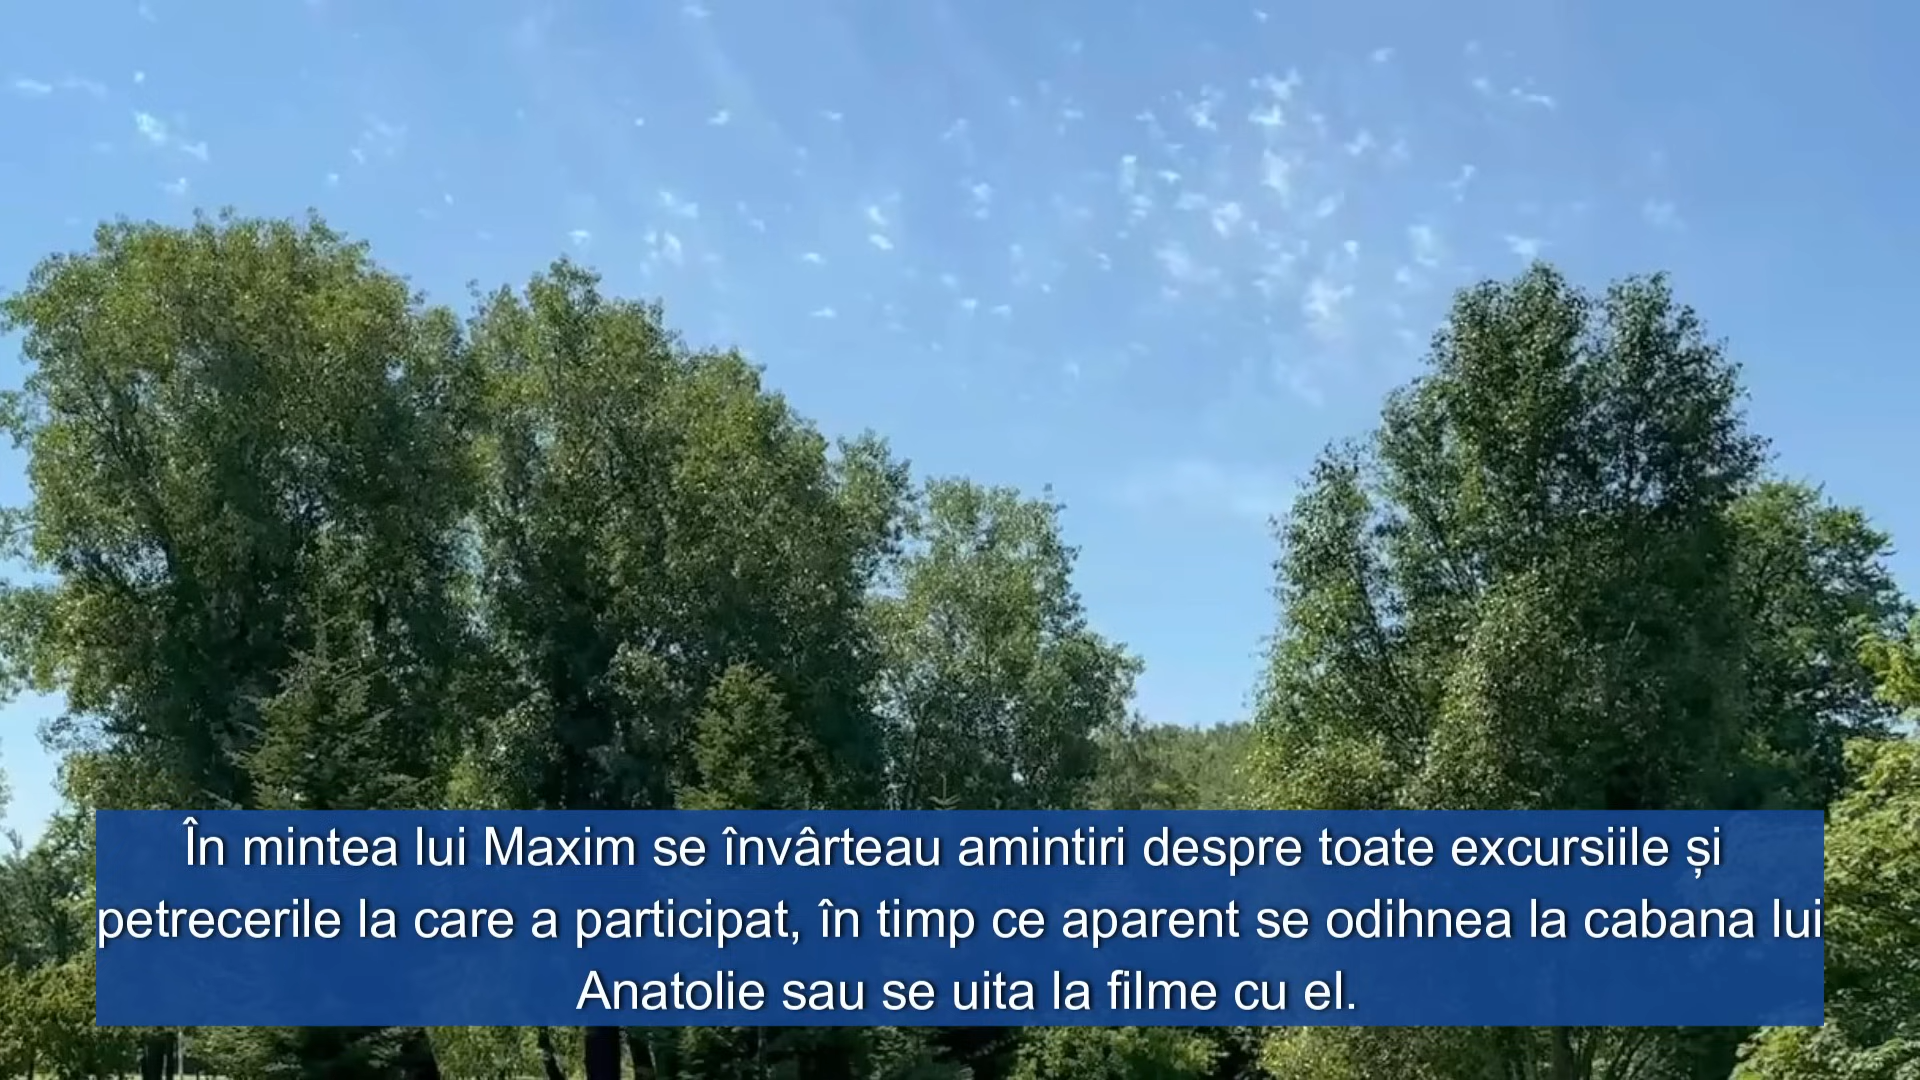 În mintea lui Maxim se învârteau amintiri despre toate excursiile și
petrecerile la care a participat, în timp ce aparent se odihnea la cabana lui
Anatolie sau se uita la filme cu el.